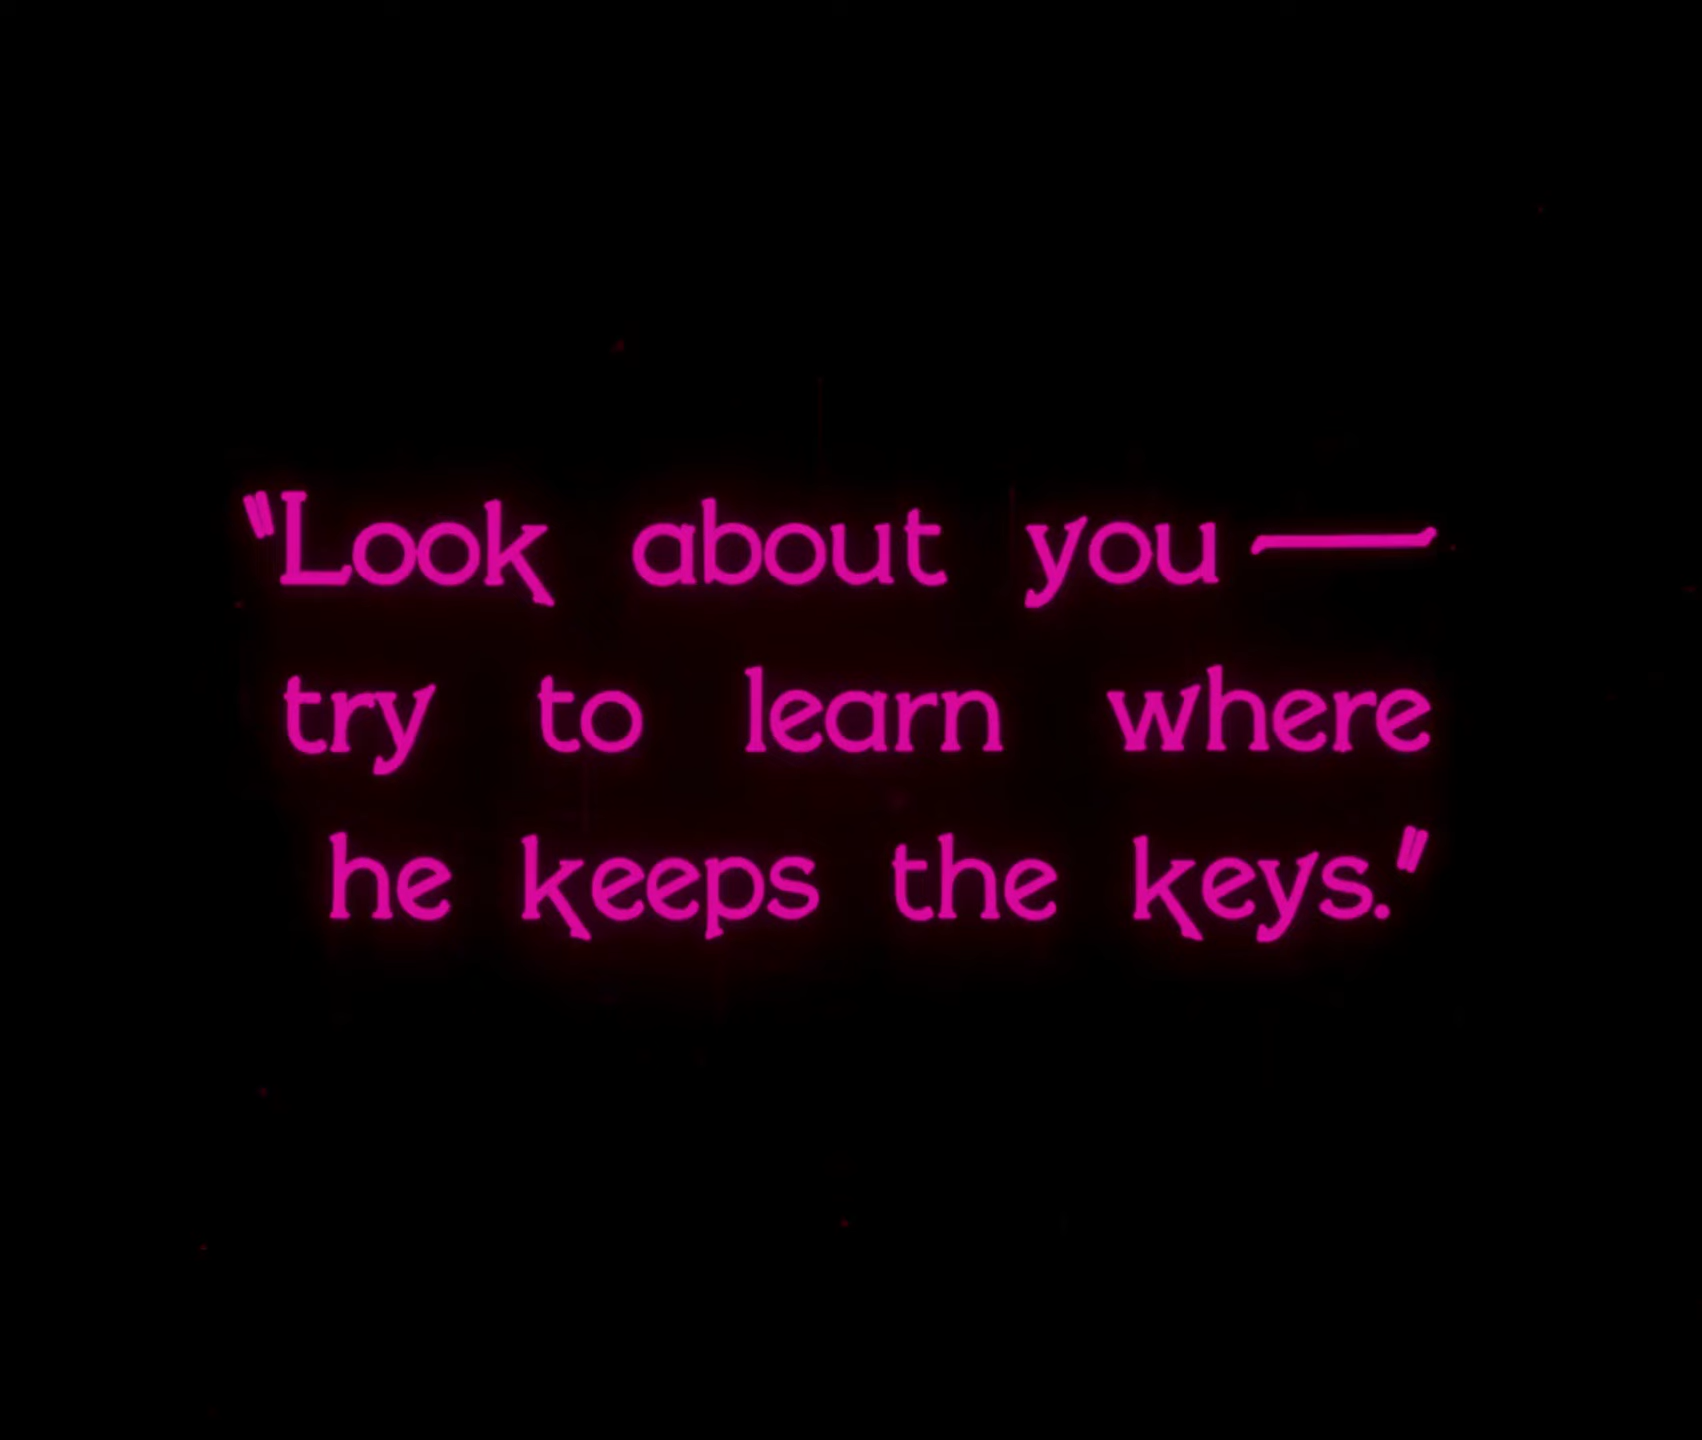 "Look about you —
try to learn where
he keeps the keys."